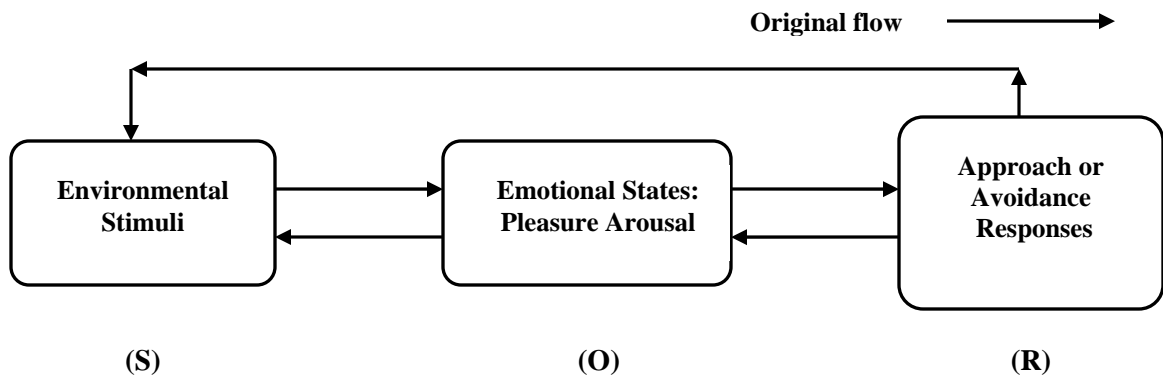 Original flow
Environmental
Stimuli
Emotional States:
Pleasure Arousal
Approach or
Avoidance
Responses
(S)
(O)
(R)